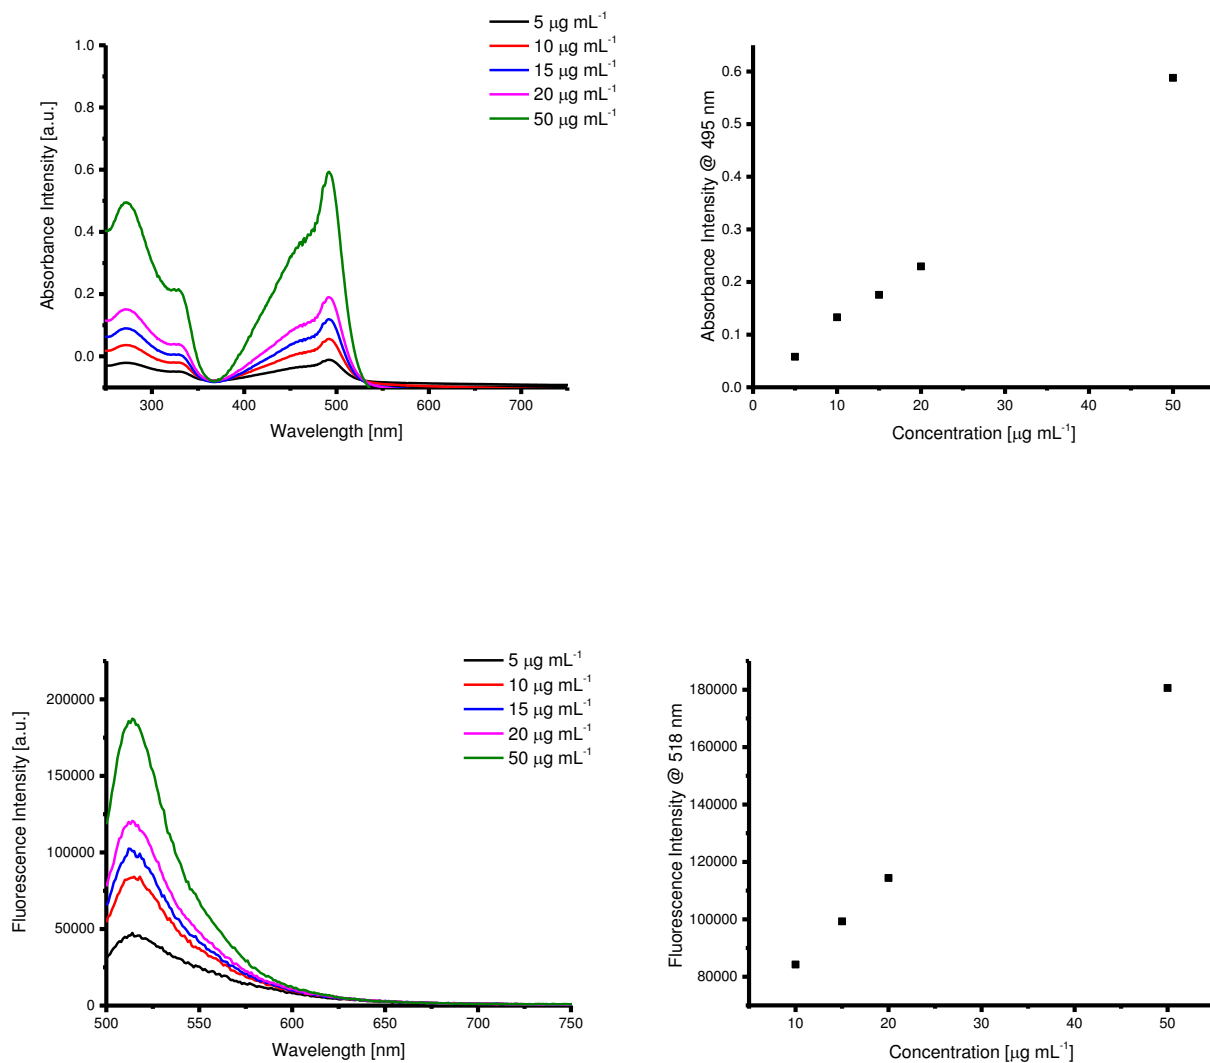 5 μg mL⁻¹
10 μg mL⁻¹
15 μg mL⁻¹
20 μg mL⁻¹
50 μg mL⁻¹
1.0
0.8
0.6
0.4
0.2
0.0
Absorbance Intensity [a.u.]
300 400 500 600 700
Wavelength [nm]
0.6
0.5
0.4
0.3
0.2
0.1
0.0
Absorbance Intensity @ 495 nm
0 10 20 30 40 50
Concentration [μg mL⁻¹]
5 μg mL⁻¹
10 μg mL⁻¹
15 μg mL⁻¹
20 μg mL⁻¹
50 μg mL⁻¹
200000
150000
100000
50000
0
Fluorescence Intensity [a.u.]
500 550 600 650 700 750
Wavelength [nm]
180000
160000
140000
120000
100000
80000
Fluorescence Intensity @ 518 nm
10 20 30 40 50
Concentration [μg mL⁻¹]